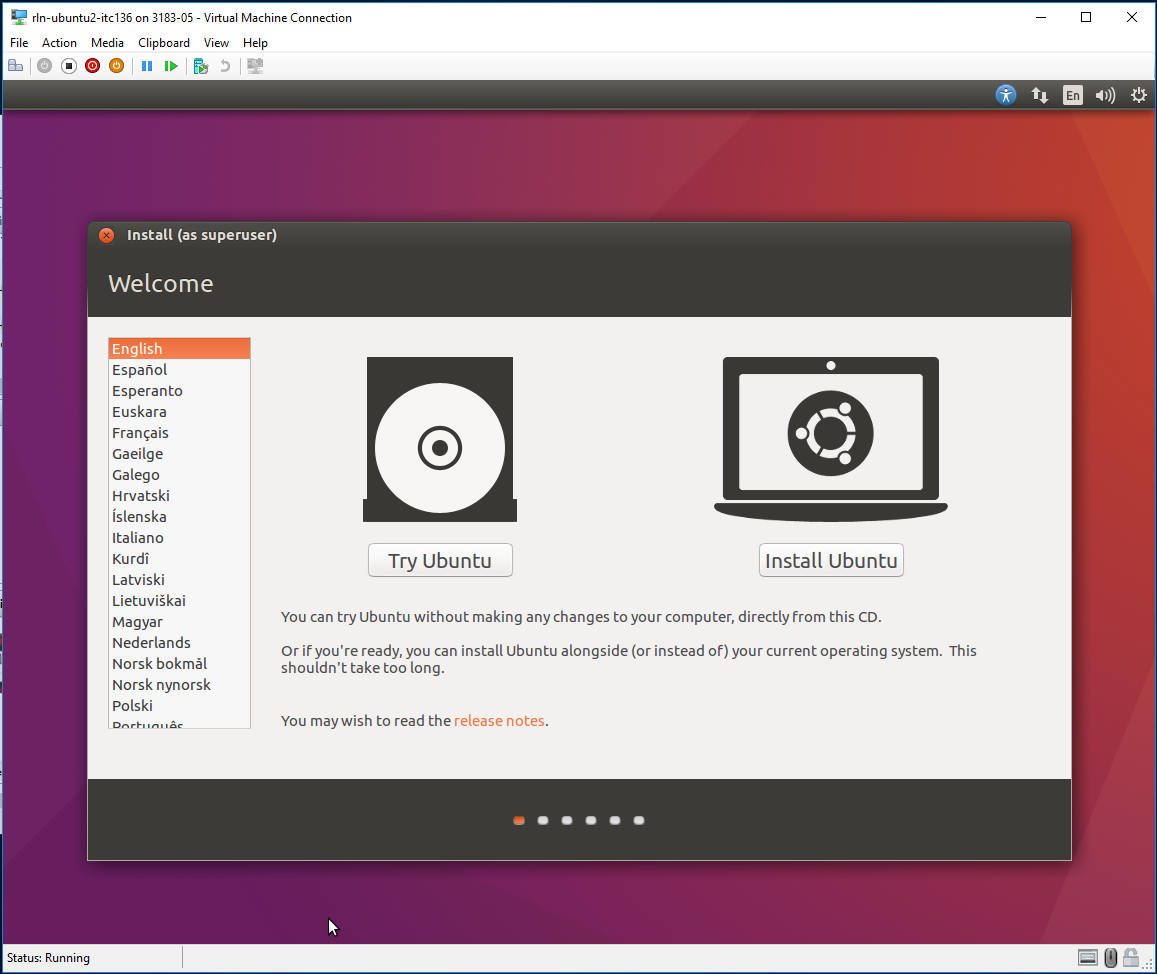 rln-ubuntu2-itc136 on 3183-05 - Virtual Machine Connection
File Action Media Clipboard View Help
En
Install (as superuser)
Welcome
English
Español
Esperanto
Euskara
Français
Gaeilge
Galego
Hrvatski
Íslenska
Italiano
Kurdî
Latviski
Lietuviškai
Magyar
Nederlands
Norsk bokmål
Norsk nynorsk
Polski
Português
Try Ubuntu
Install Ubuntu
You can try Ubuntu without making any changes to your computer, directly from this CD.
Or if you're ready, you can install Ubuntu alongside (or instead of) your current operating system. This
shouldn't take too long.
You may wish to read the release notes.
Status: Running